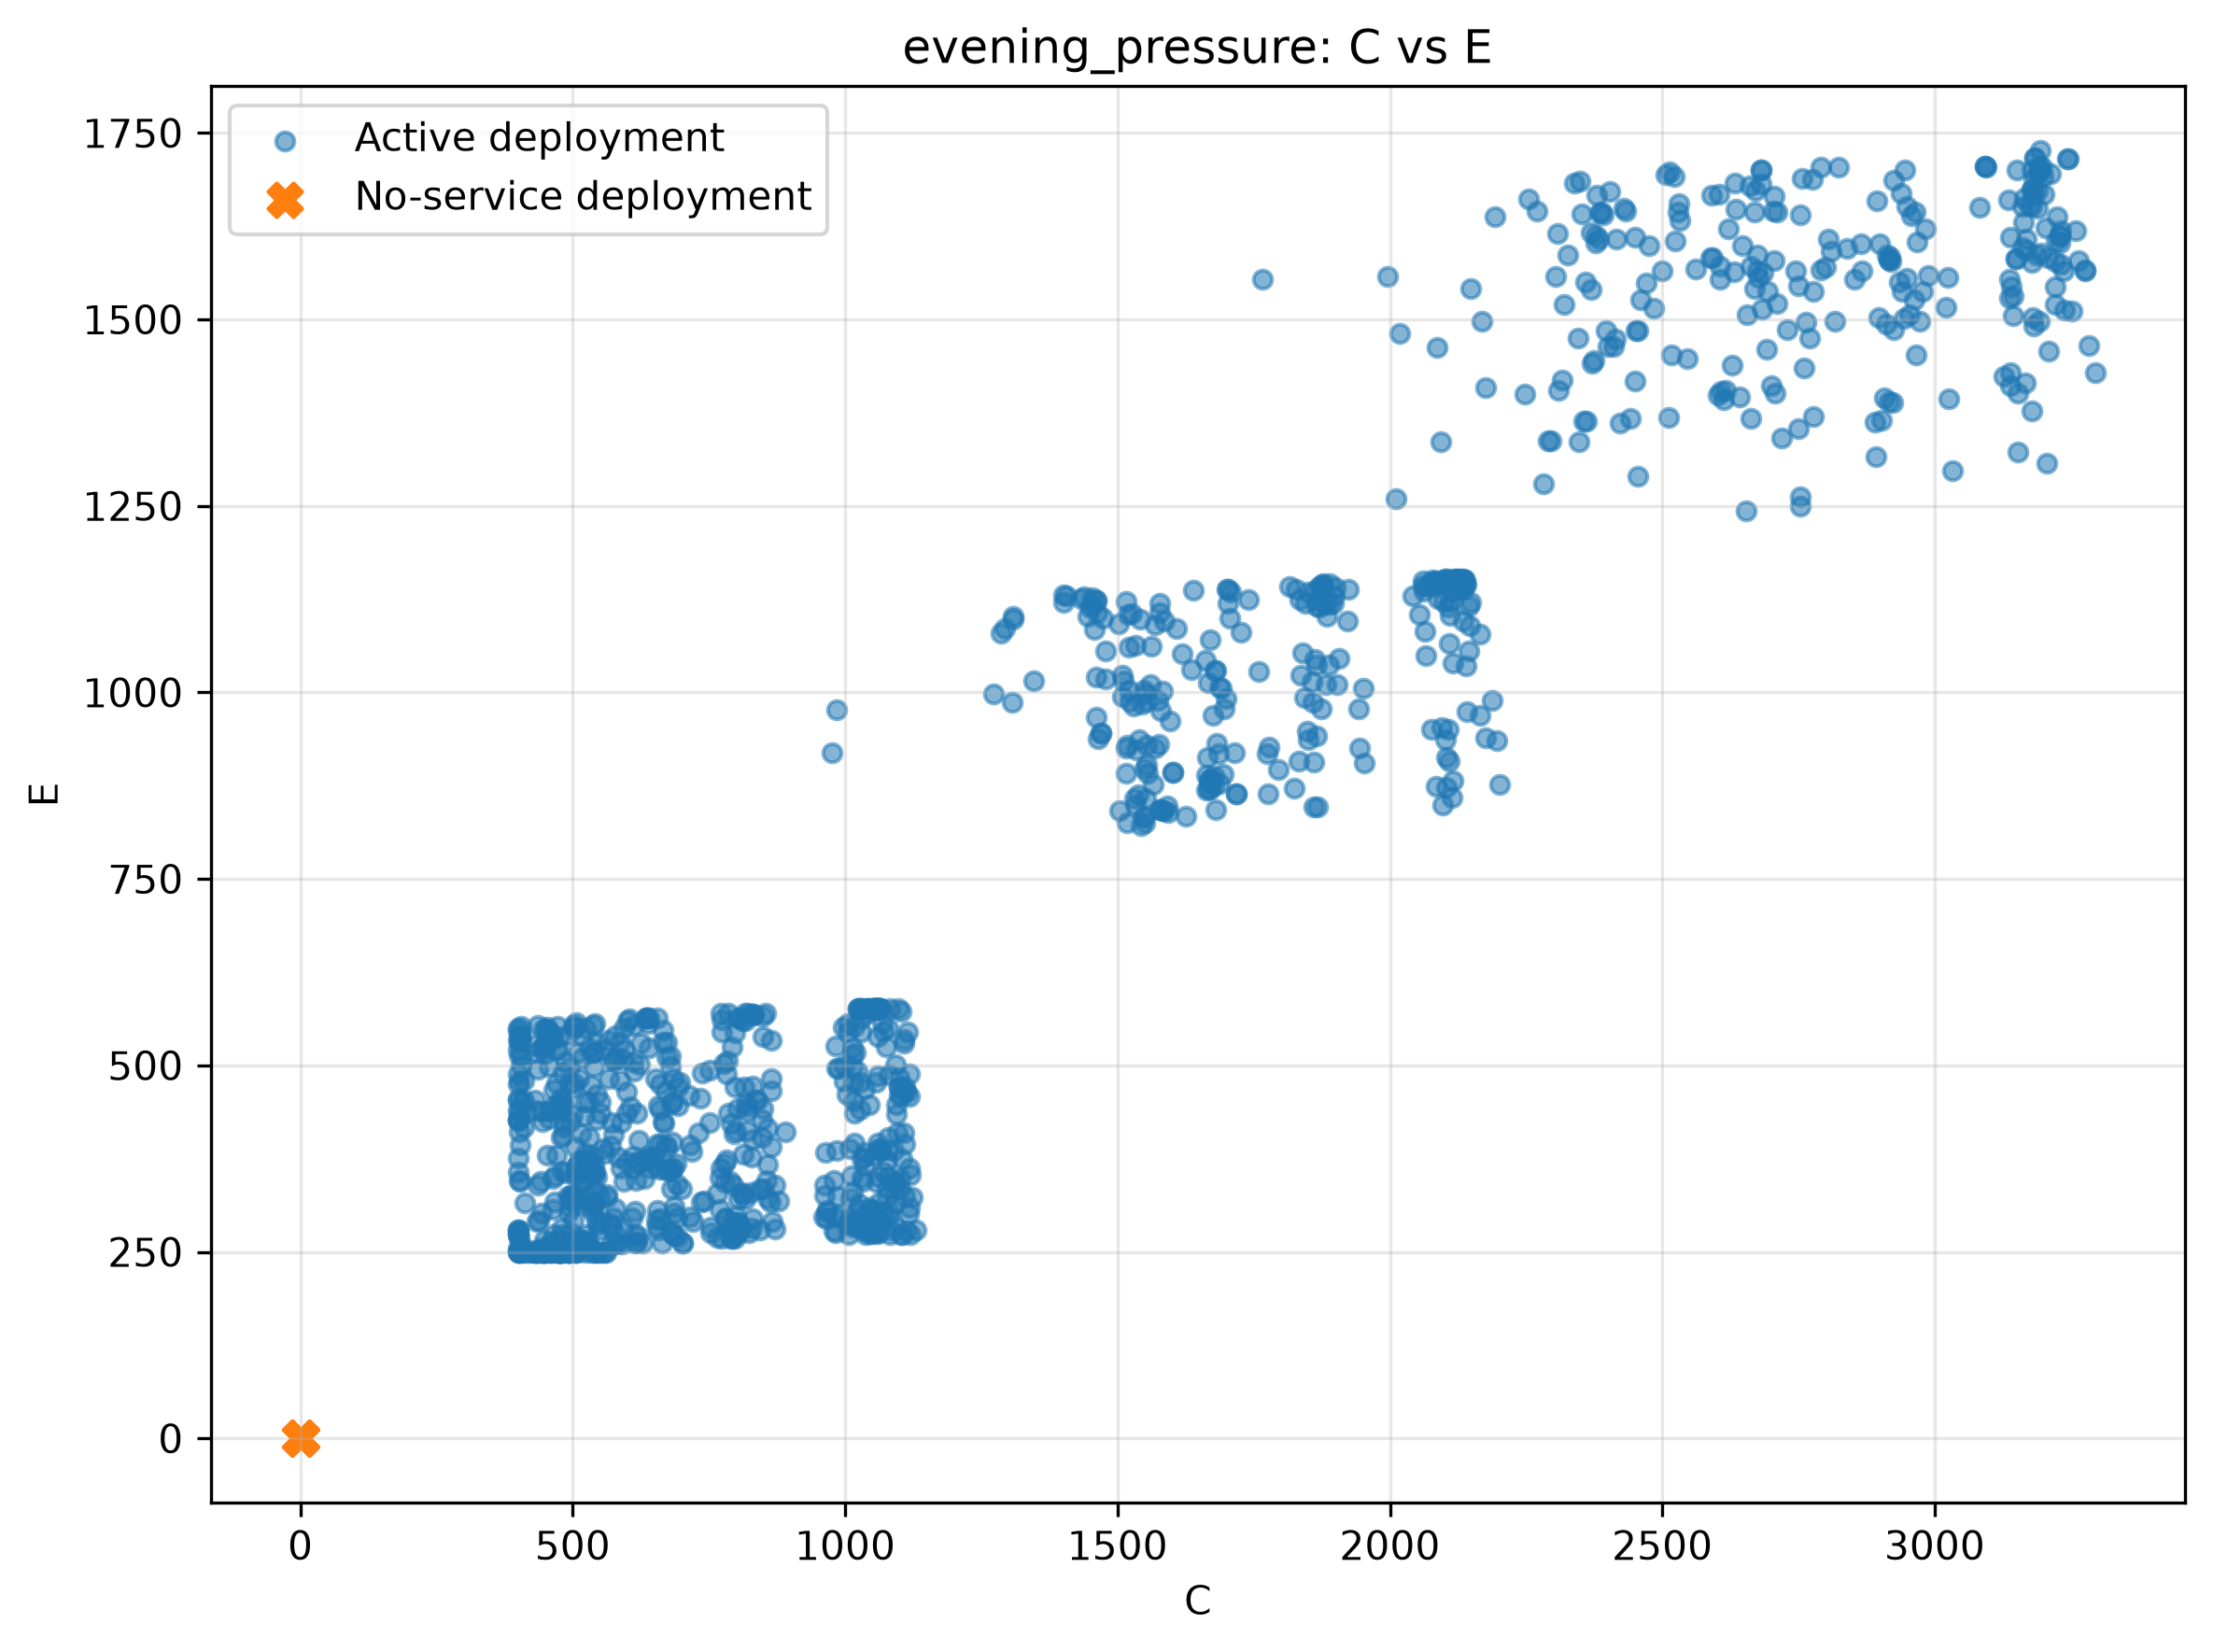 evening_pressure: C vs E
Active deployment
No-service deployment
1750
1500
1250
1000
750
500
250
0
E
0 500 1000 1500 2000 2500 3000
C